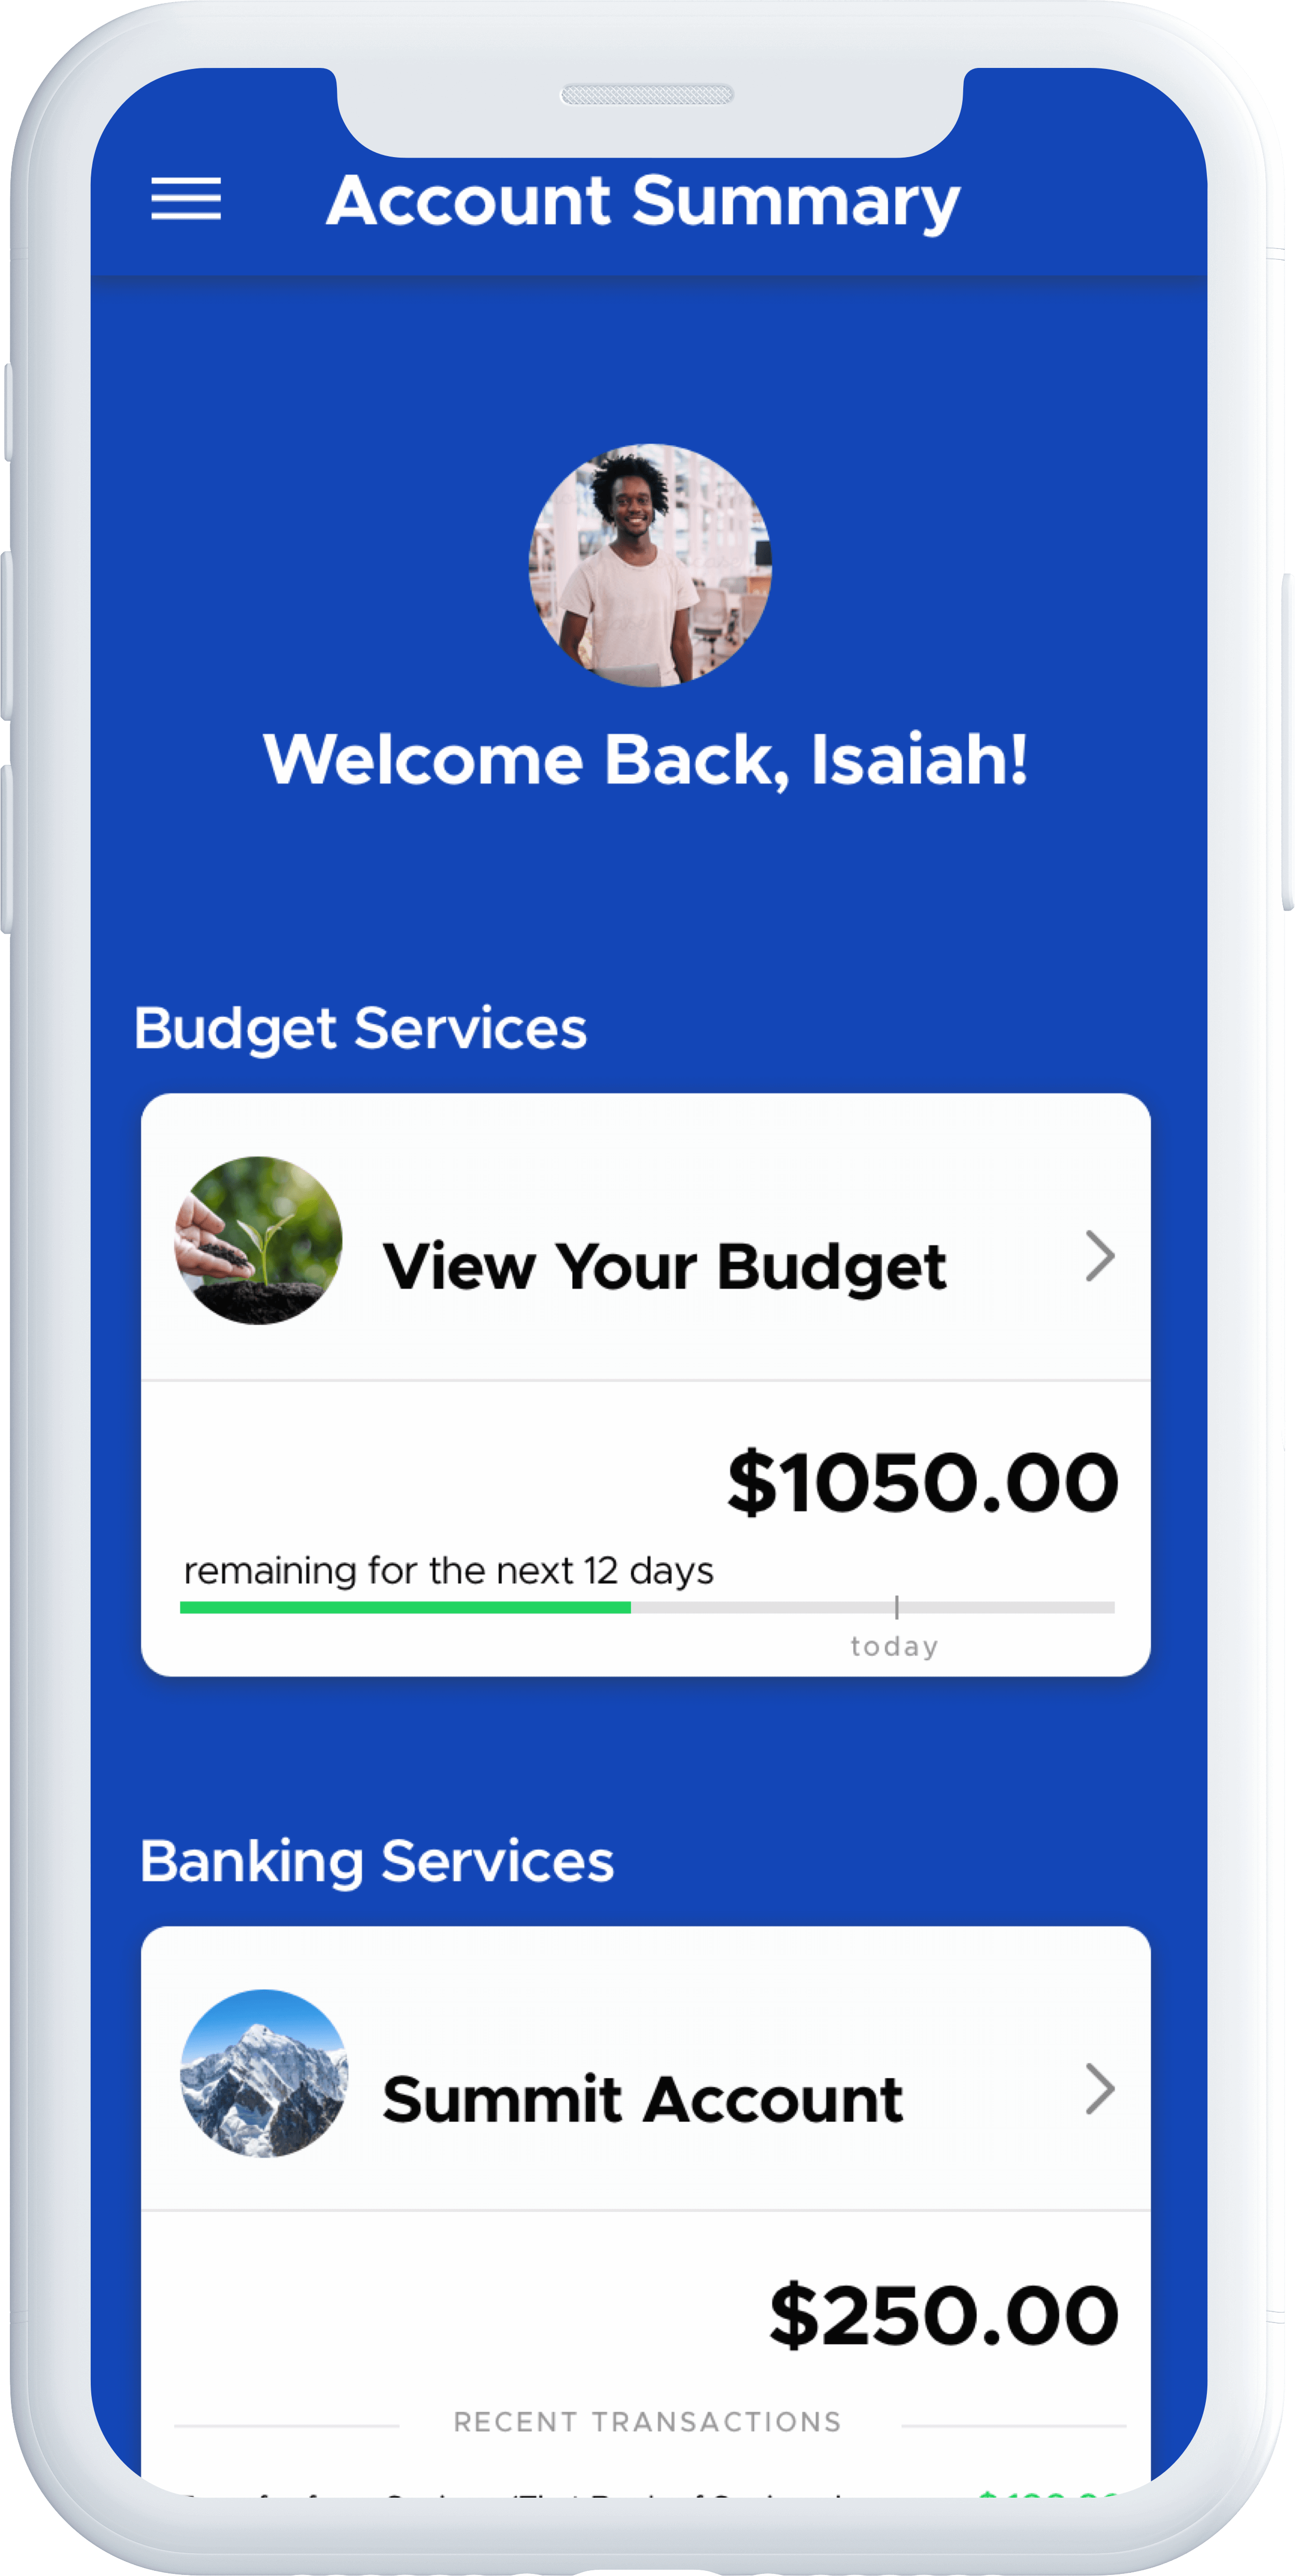 Account Summary
Welcome Back, Isaiah!
Budget Services
View Your Budget
$1050.00
remaining for the next 12 days
today
Banking Services
Summit Account
$250.00
RECENT TRANSACTIONS